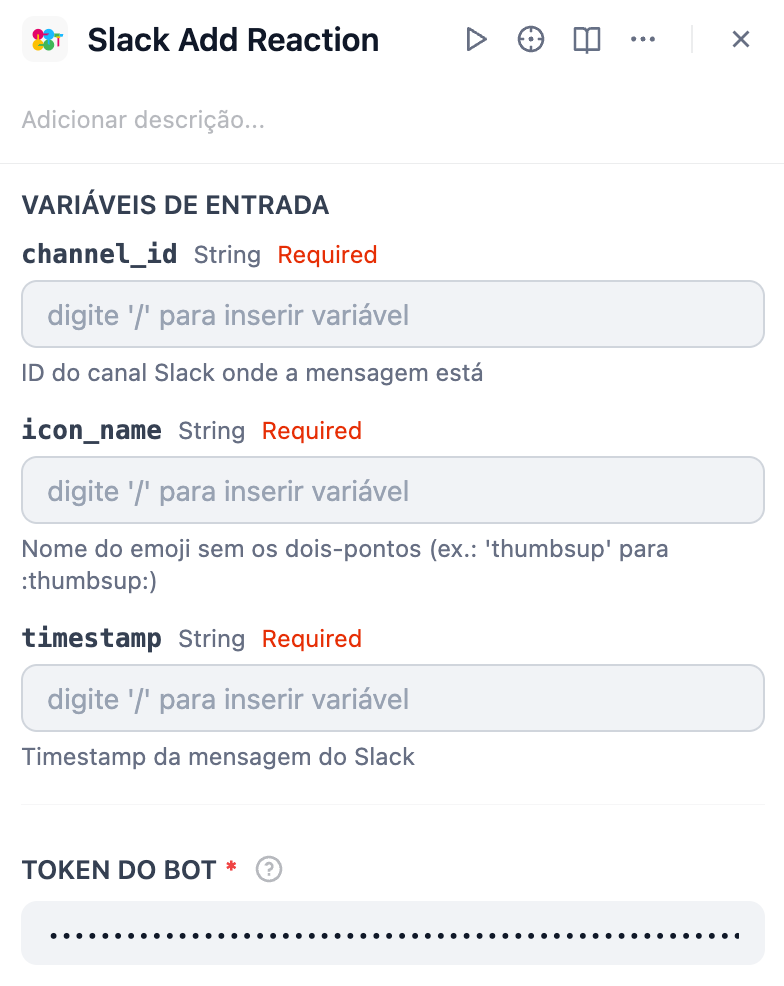 Slack Add Reaction
Adicionar descrição...
VARIÁVEIS DE ENTRADA
channel_id String Required
digite '/' para inserir variável
ID do canal Slack onde a mensagem está
icon_name String Required
digite '/' para inserir variável
Nome do emoji sem os dois-pontos (ex.: 'thumbsup' para
:thumbsup:)
timestamp String Required
digite '/' para inserir variável
Timestamp da mensagem do Slack
TOKEN DO BOT *